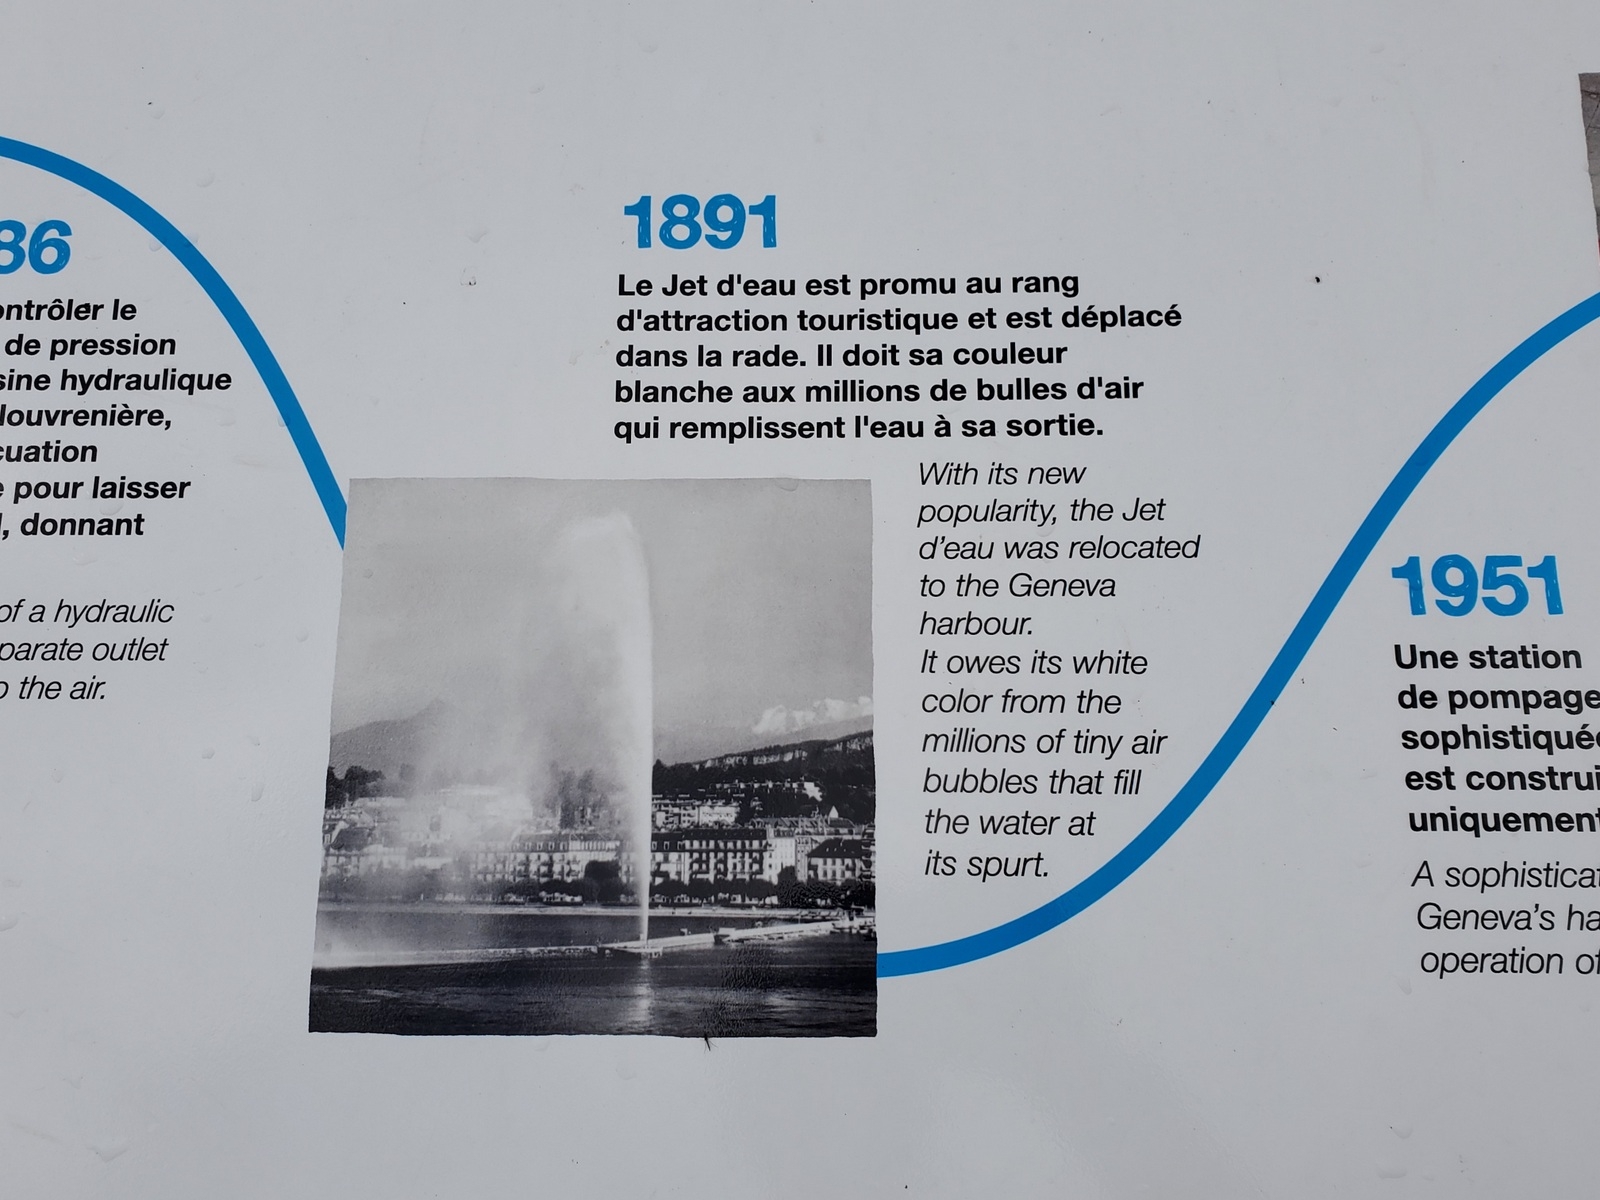 86
ontrôler le
de pression
sine hydraulique
louvrenière,
cuation
pour laisser
, donnant
of a hydraulic
parate outlet
o the air.
1891
Le Jet d'eau est promu au rang
d'attraction touristique et est déplacé
dans la rade. Il doit sa couleur
blanche aux millions de bulles d'air
qui remplissent l'eau à sa sortie.
With its new
popularity, the Jet
d’eau was relocated
to the Geneva
harbour.
It owes its white
color from the
millions of tiny air
bubbles that fill
the water at
its spurt.
1951
Une station
de pompage
sophistiquée
est construi
uniquement
A sophisticat
Geneva’s ha
operation of